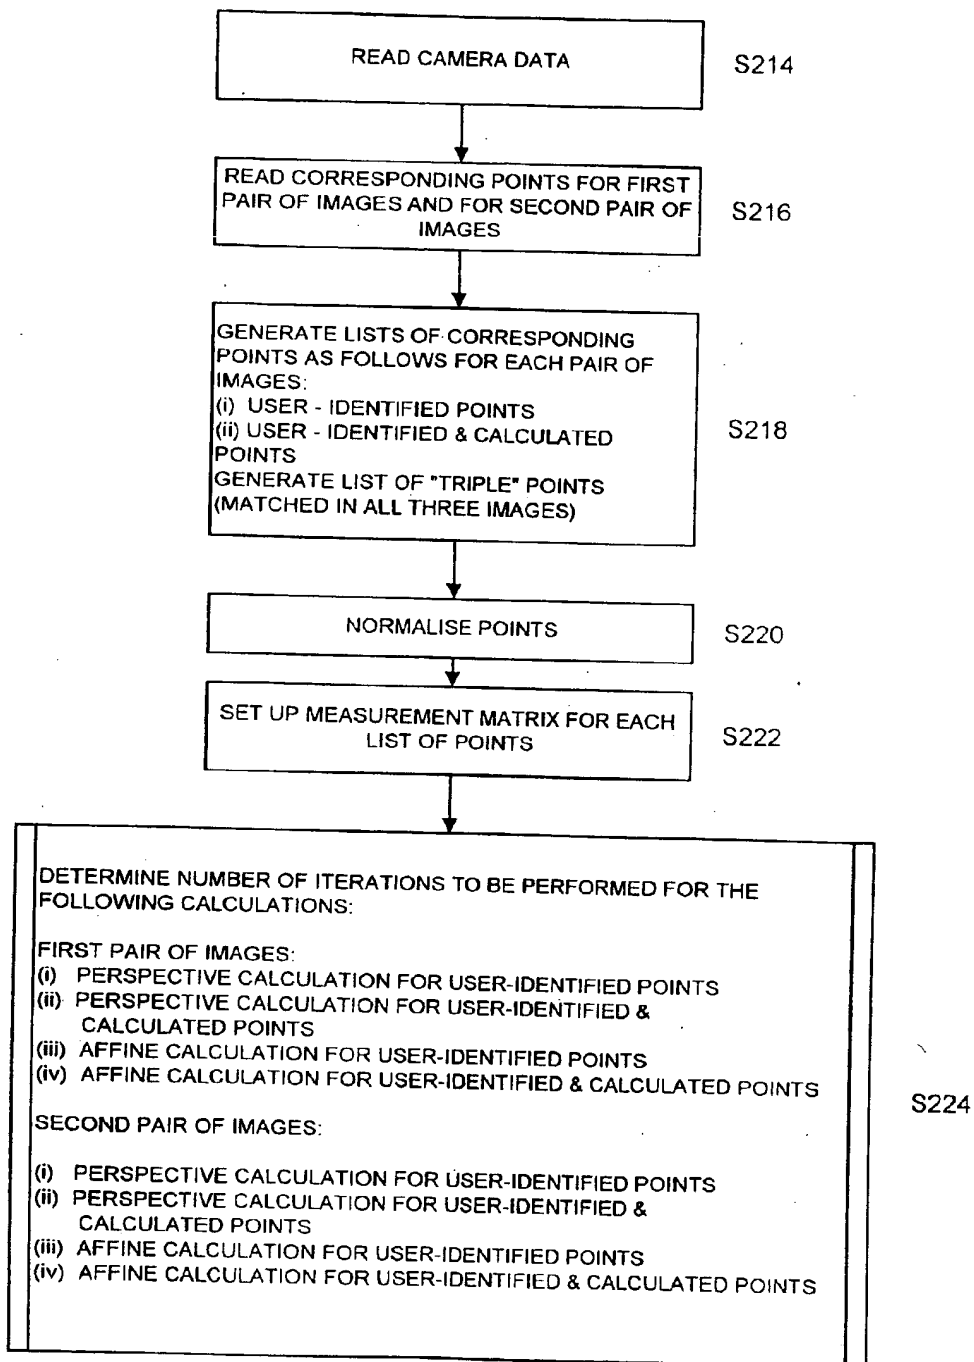 READ CAMERA DATA
S214
READ CORRESPONDING POINTS FOR FIRST
PAIR OF IMAGES AND FOR SECOND PAIR OF
IMAGES
S216
GENERATE LISTS OF CORRESPONDING
POINTS AS FOLLOWS FOR EACH PAIR OF
IMAGES:
(i) USER - IDENTIFIED POINTS
(ii) USER - IDENTIFIED & CALCULATED
POINTS
GENERATE LIST OF "TRIPLE" POINTS
(MATCHED IN ALL THREE IMAGES)
S218
NORMALISE POINTS
S220
SET UP MEASUREMENT MATRIX FOR EACH
LIST OF POINTS
S222
DETERMINE NUMBER OF ITERATIONS TO BE PERFORMED FOR THE
FOLLOWING CALCULATIONS:
FIRST PAIR OF IMAGES:
(i) PERSPECTIVE CALCULATION FOR USER-IDENTIFIED POINTS
(ii) PERSPECTIVE CALCULATION FOR USER-IDENTIFIED &
CALCULATED POINTS
(iii) AFFINE CALCULATION FOR USER-IDENTIFIED POINTS
(iv) AFFINE CALCULATION FOR USER-IDENTIFIED & CALCULATED POINTS
SECOND PAIR OF IMAGES:
(i) PERSPECTIVE CALCULATION FOR USER-IDENTIFIED POINTS
(ii) PERSPECTIVE CALCULATION FOR USER-IDENTIFIED &
CALCULATED POINTS
(iii) AFFINE CALCULATION FOR USER-IDENTIFIED POINTS
(iv) AFFINE CALCULATION FOR USER-IDENTIFIED & CALCULATED POINTS
S224